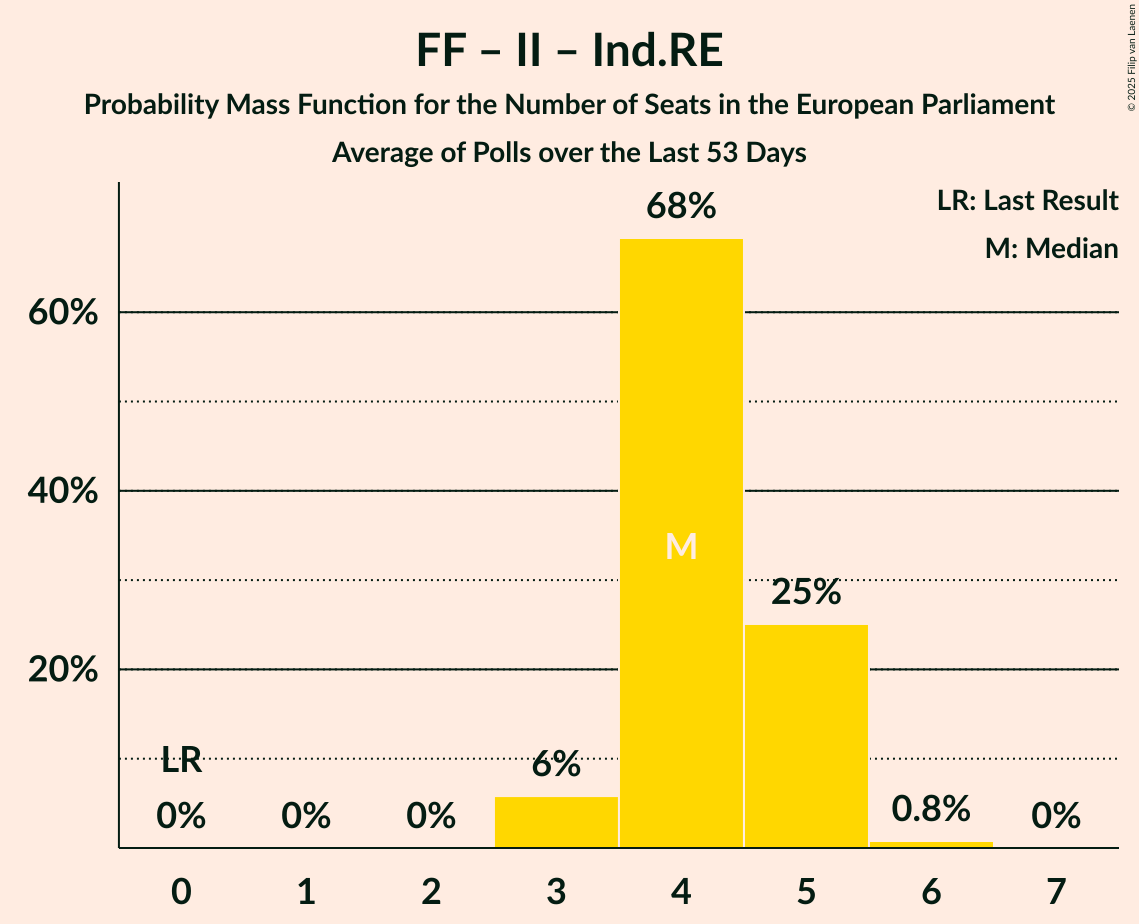 FF – II – Ind.RE
Probability Mass Function for the Number of Seats in the European Parliament
Average of Polls over the Last 53 Days
© 2025 Filip van Laenen
LR: Last Result
M: Median
68%
60%
40%
M
25%
20%
LR
6%
0% 0% 0% 0.8% 0%
0 1 2 3 4 5 6 7